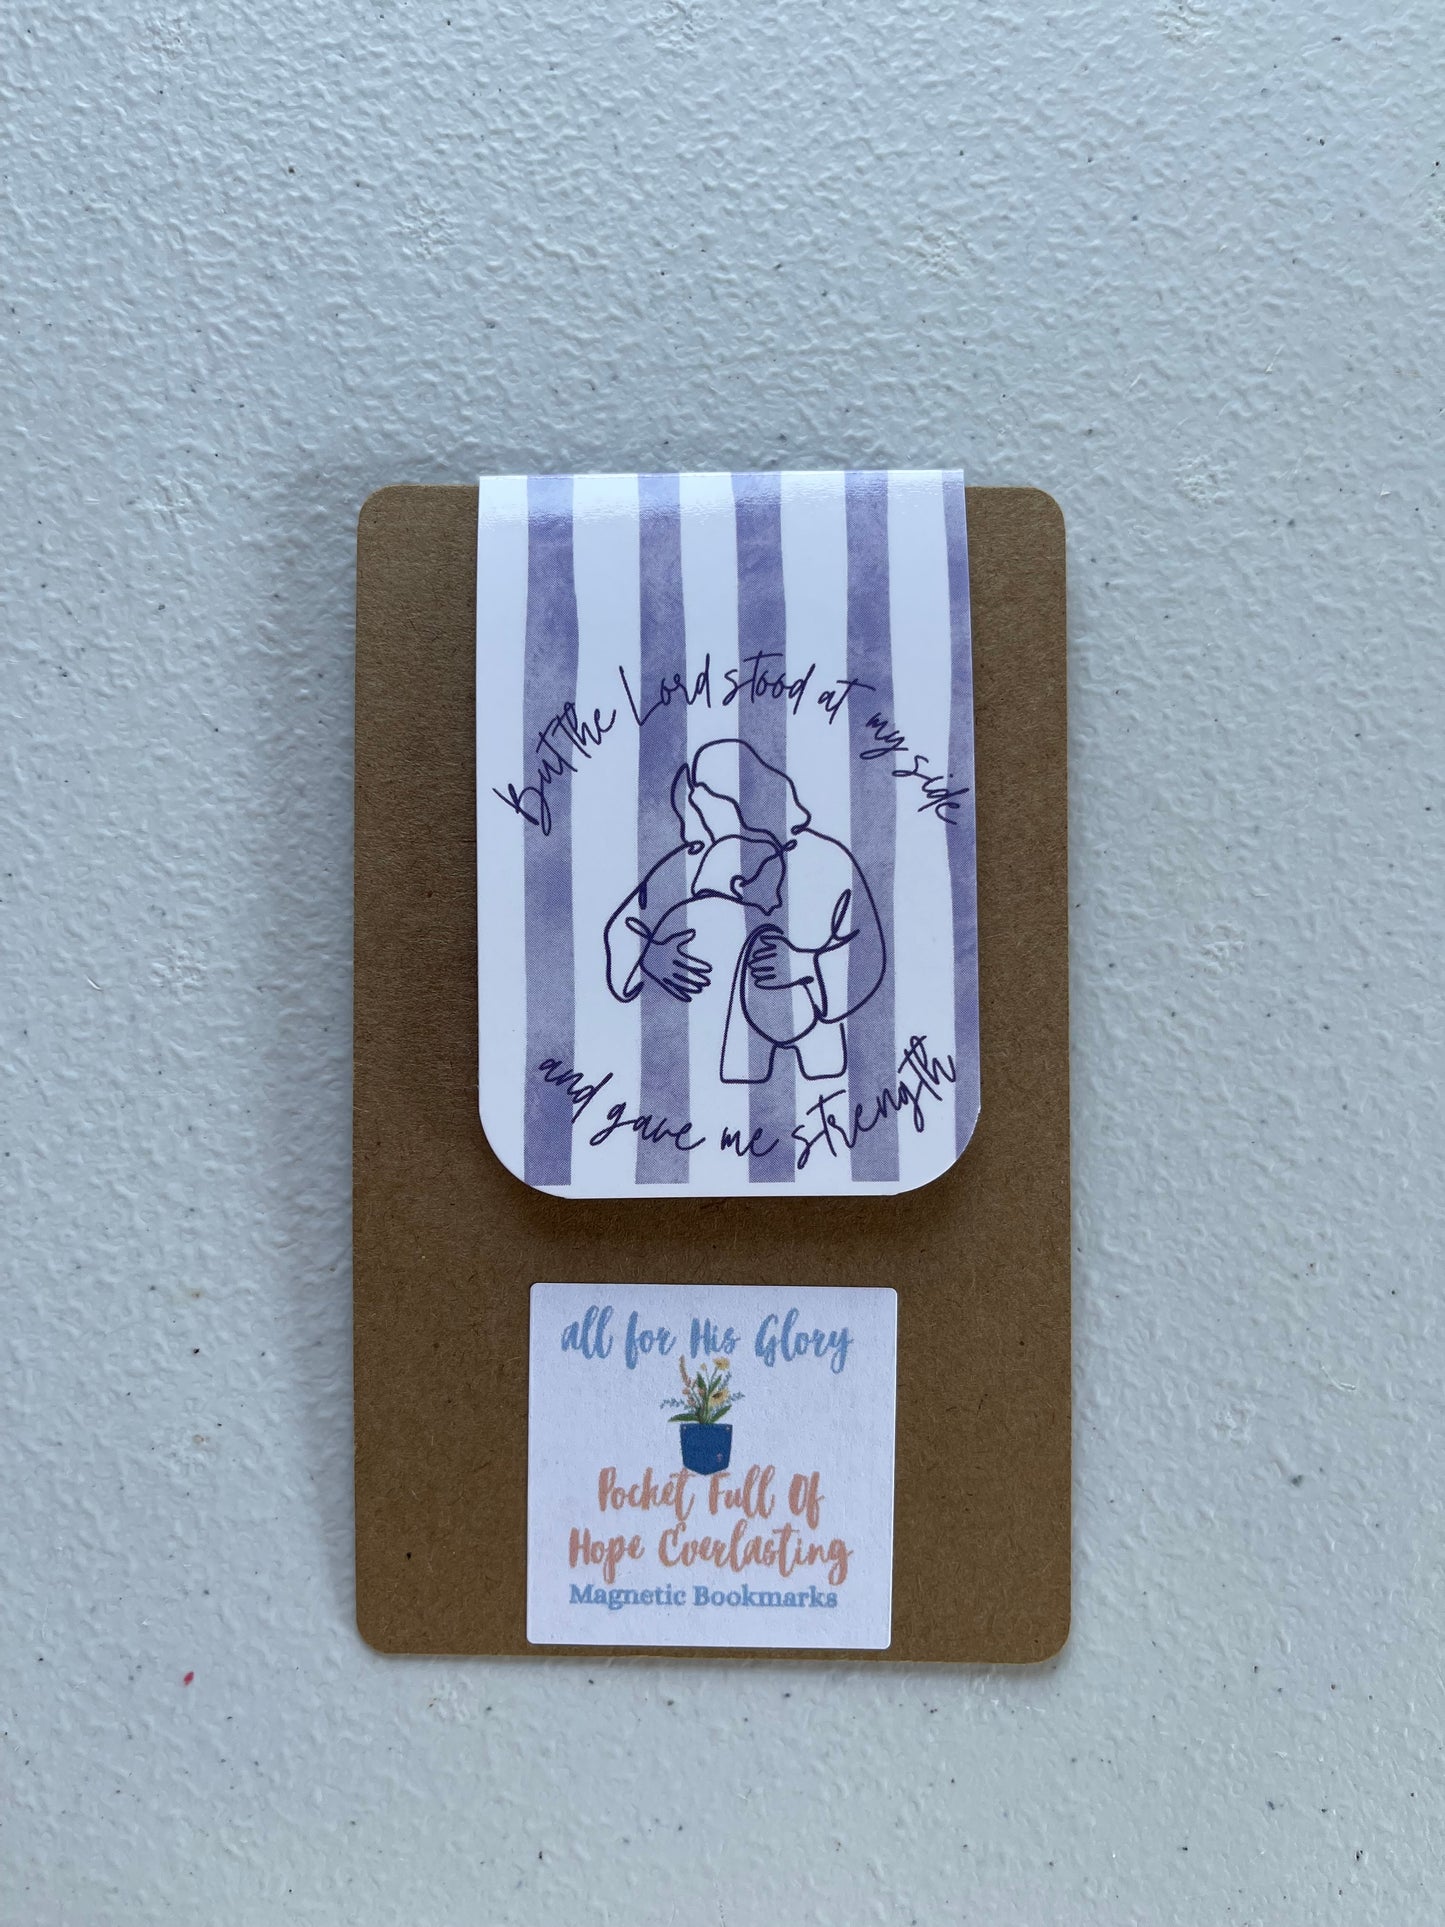 But the Lord stood at my side
and gave me strength
all for His Glory
Pocket Full Of
Hope Everlasting
Magnetic Bookmarks